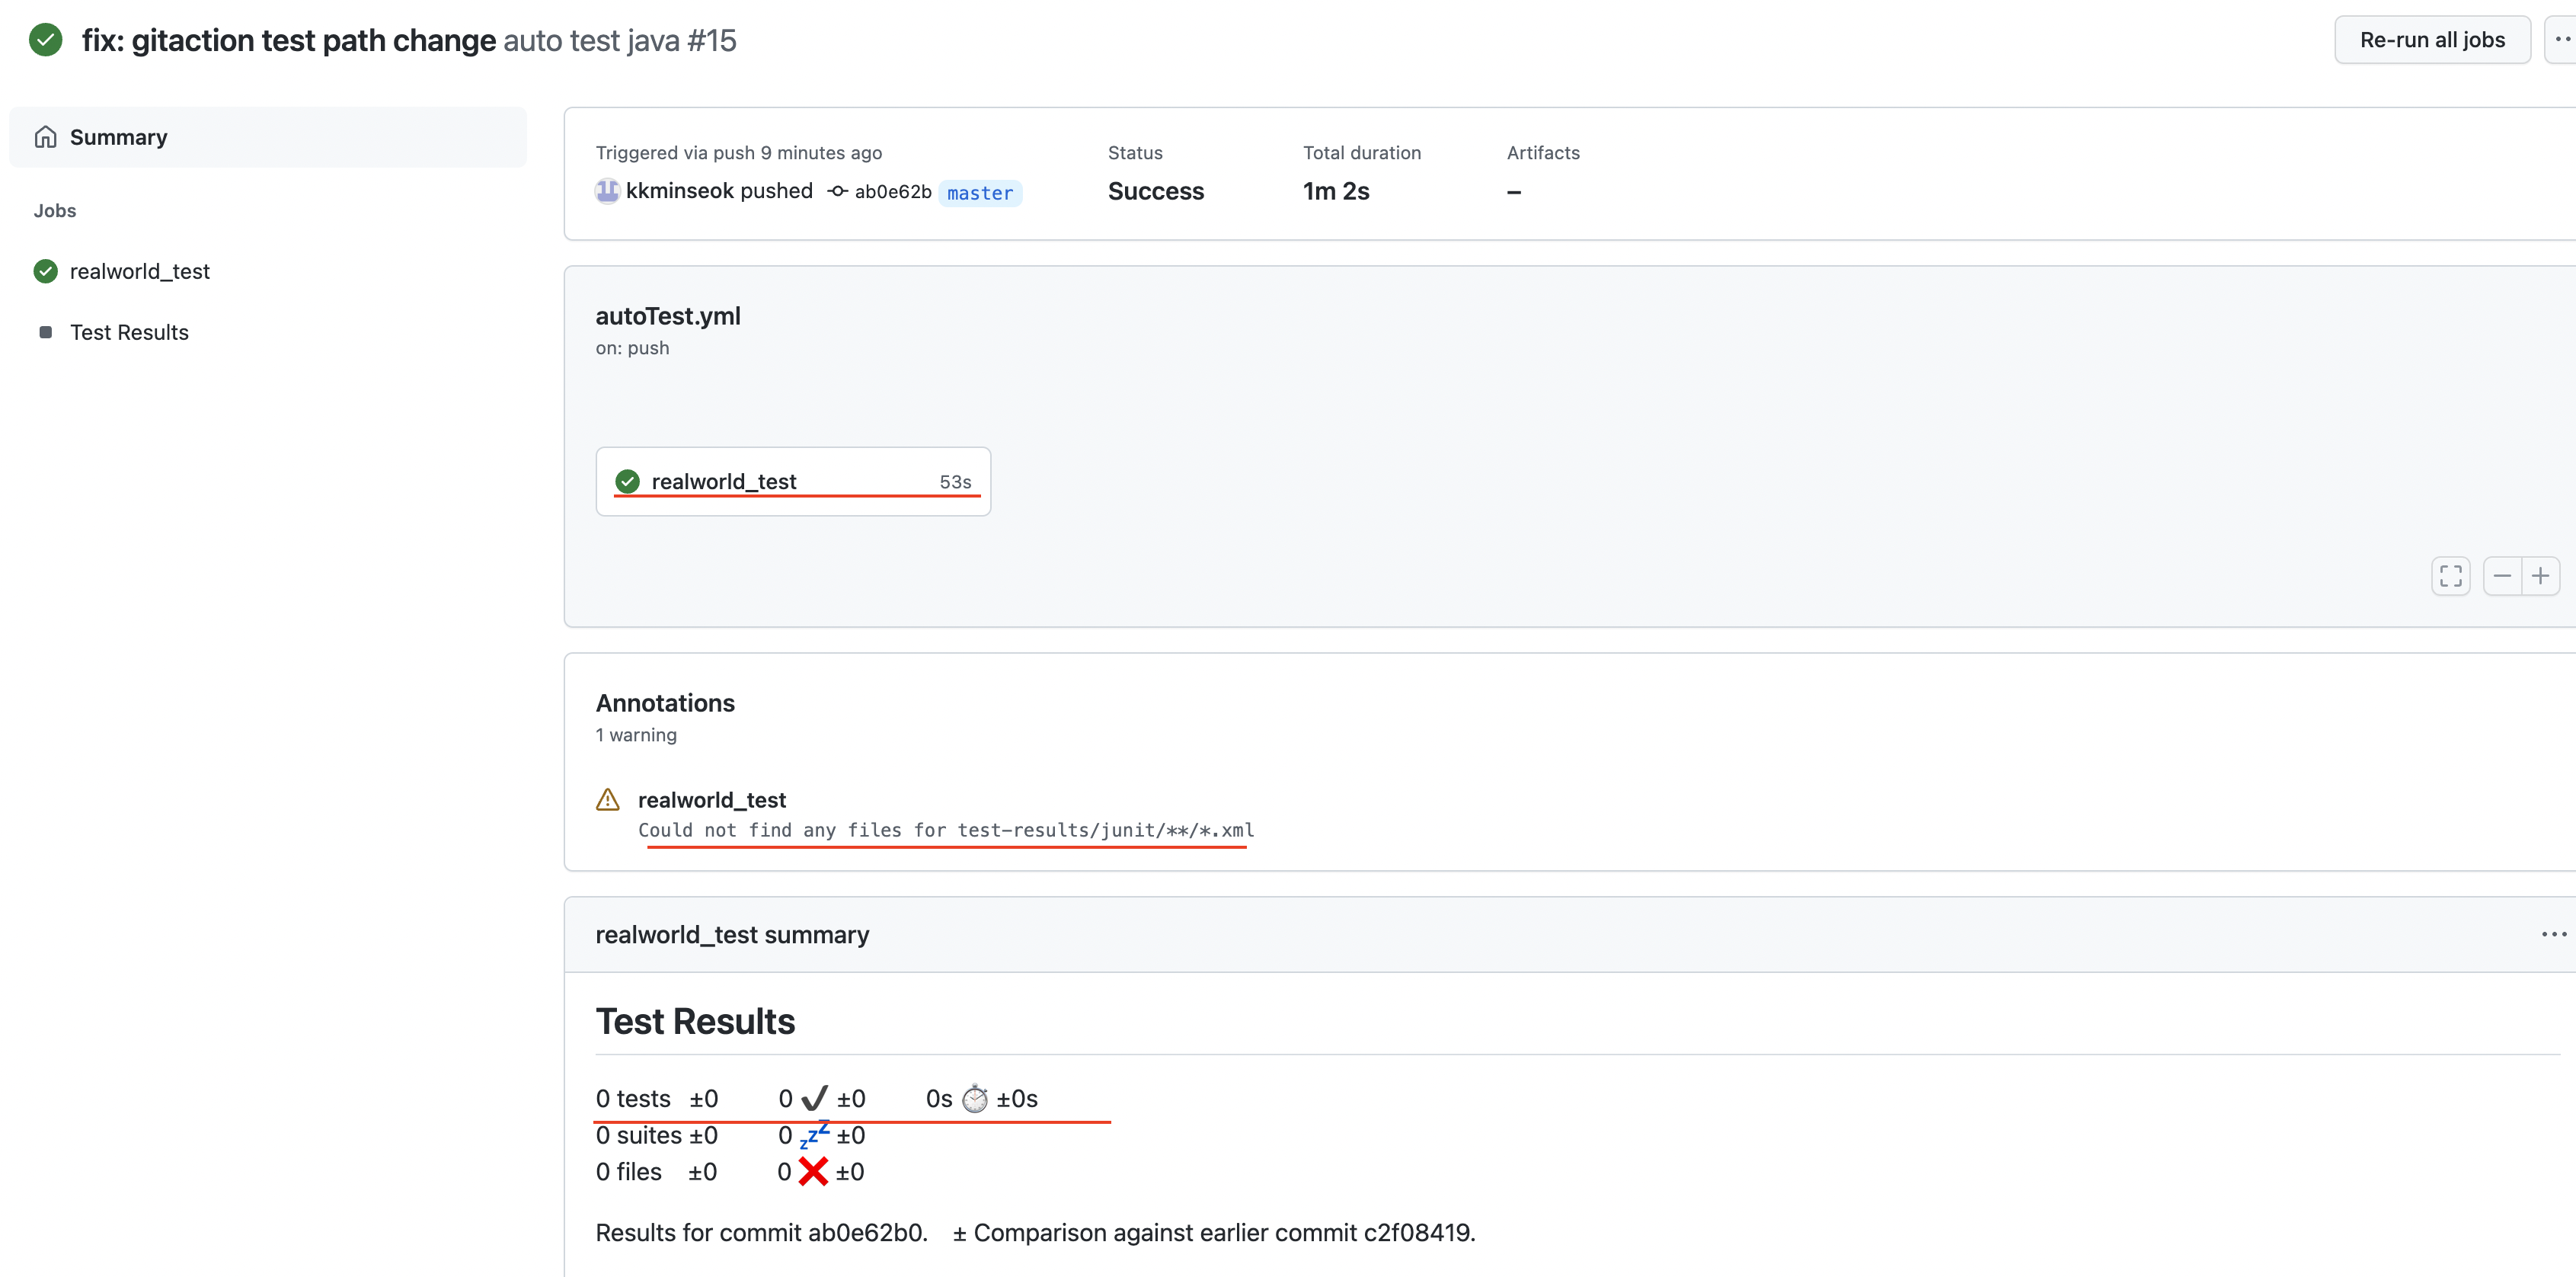 fix: gitaction test path change auto test java #15
Re-run all jobs
Summary
Jobs
realworld_test
Test Results
Triggered via push 9 minutes ago
kkminseok pushed ab0e62b master
Status
Success
Total duration
1m 2s
Artifacts
–
autoTest.yml
on: push
realworld_test 53s
Annotations
1 warning
realworld_test
Could not find any files for test-results/junit/**/*.xml
realworld_test summary
Test Results
0 tests ±0 0 ✔ ±0 0s ⏱ ±0s
0 suites ±0 0 💤 ±0
0 files ±0 0 ❌ ±0
Results for commit ab0e62b0. ± Comparison against earlier commit c2f08419.